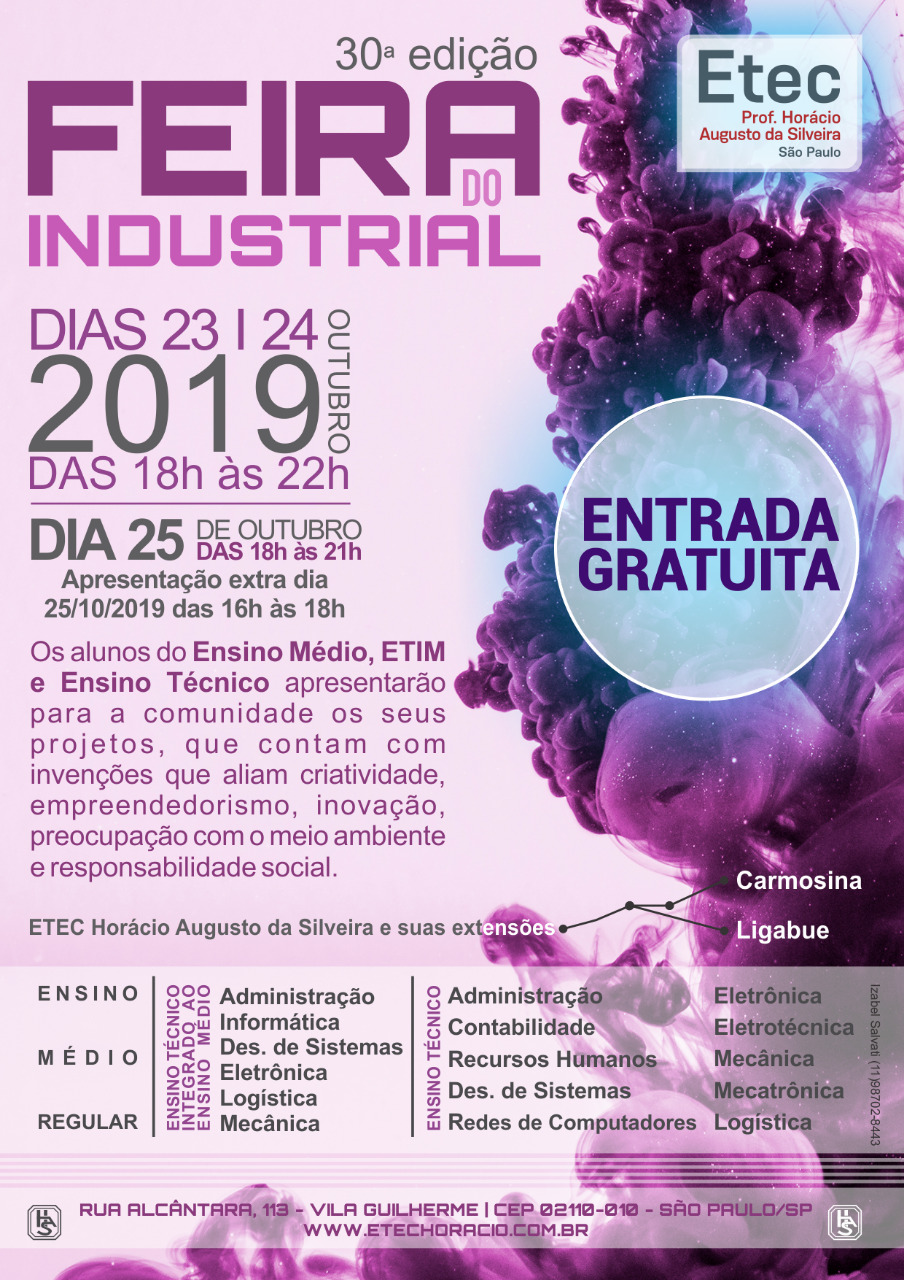 30ª edição
FEIRA
DO
INDUSTRIAL
Etec
Prof. Horácio
Augusto da Silveira
São Paulo
DIAS 23 I 24
2019
OUTUBRO
DAS 18h às 22h
DIA 25 DE OUTUBRO
DAS 18h às 21h
Apresentação extra dia
25/10/2019 das 16h às 18h
ENTRADA
GRATUITA
Os alunos do Ensino Médio, ETIM
e Ensino Técnico apresentarão
para a comunidade os seus
projetos, que contam com
invenções que aliam criatividade,
empreendedorismo, inovação,
preocupação com o meio ambiente
e responsabilidade social.
ETEC Horácio Augusto da Silveira e suas extensões
Carmosina
Ligabue
ENSINO
MÉDIO
REGULAR
ENSINO TÉCNICO
INTEGRADO AO
ENSINO MÉDIO
Administração
Informática
Des. de Sistemas
Eletrônica
Logística
Mecânica
ENSINO TÉCNICO
Administração
Contabilidade
Recursos Humanos
Des. de Sistemas
Redes de Computadores
Eletrônica
Eletrotécnica
Mecânica
Mecatrônica
Logística
Izabel Salvati (11)98702-8443
HAS
RUA ALCÂNTARA, 113 - VILA GUILHERME | CEP 02110-010 - SÃO PAULO/SP
WWW.ETECHORACIO.COM.BR
HAS